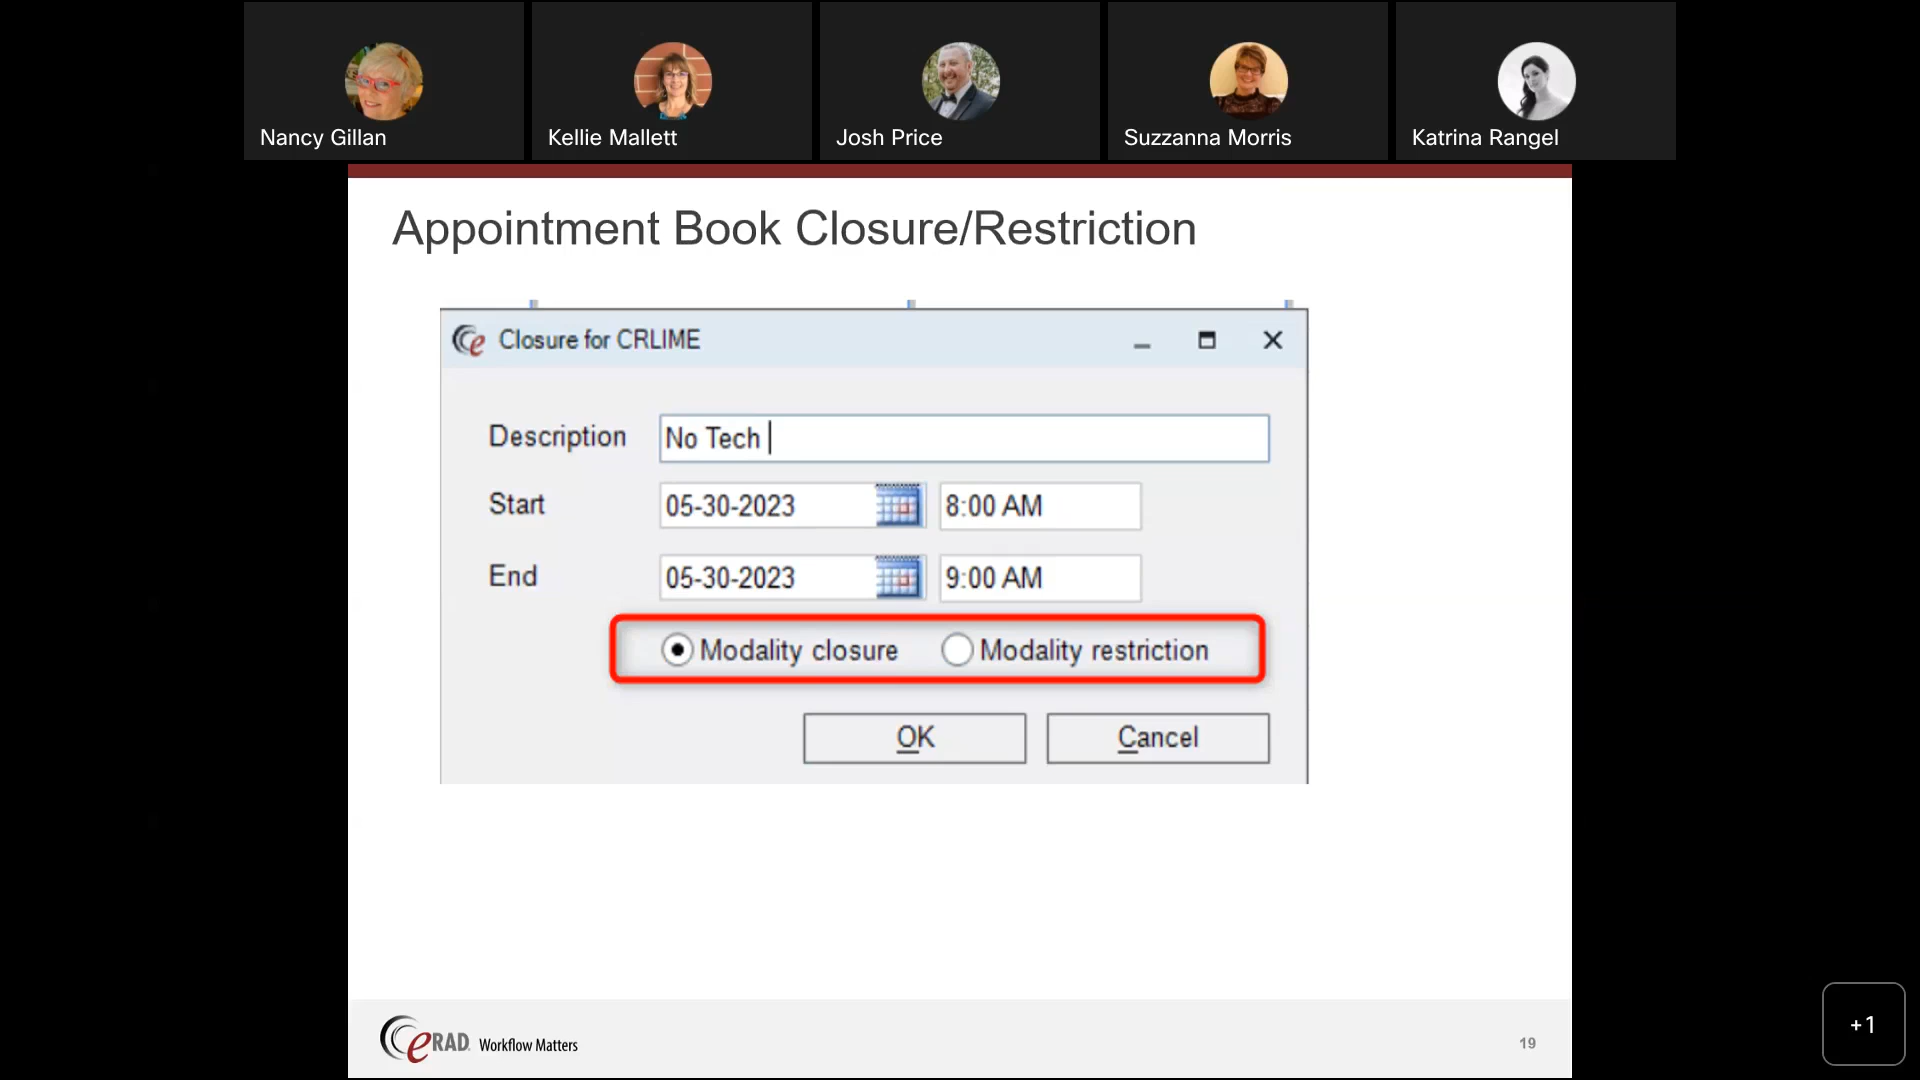 Nancy Gillan
Kellie Mallett
Josh Price
Suzzanna Morris
Katrina Rangel
Appointment Book Closure/Restriction
Closure for CRLIME
Description No Tech
Start 05-30-2023 8:00 AM
End 05-30-2023 9:00 AM
Modality closure Modality restriction
OK Cancel
eRAD Workflow Matters
19
+1